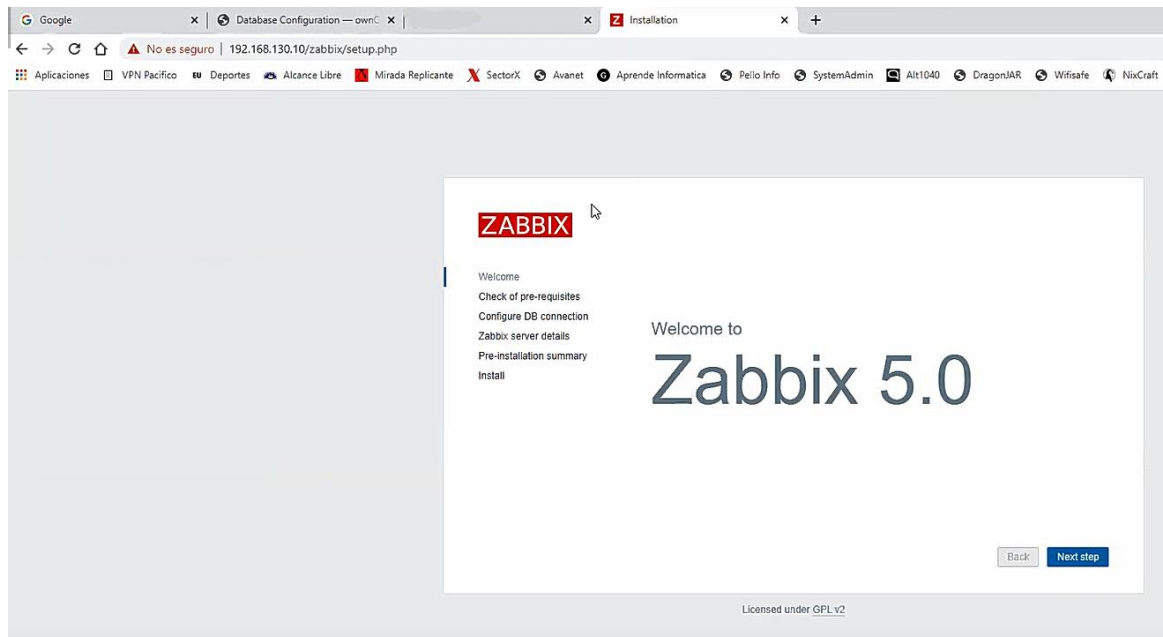 Google
Database Configuration — ownC
Installation
No es seguro | 192.168.130.10/zabbix/setup.php
Aplicaciones VPN Pacifico EU Deportes Alcance Libre Mirada Replicante SectorX Avanet Aprende Informatica Pello Info SystemAdmin Alt1040 DragonJAR Wifisafe NixCraft
ZABBIX
Welcome
Check of pre-requisites
Configure DB connection
Zabbix server details
Pre-installation summary
Install
Welcome to
Zabbix 5.0
Back Next step
Licensed under GPL v2